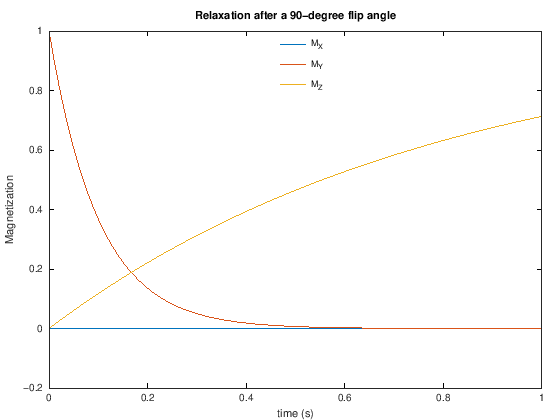 Relaxation after a 90−degree flip angle
M_X
M_Y
M_Z
Magnetization
1
0.8
0.6
0.4
0.2
0
−0.2
0 0.2 0.4 0.6 0.8 1
time (s)